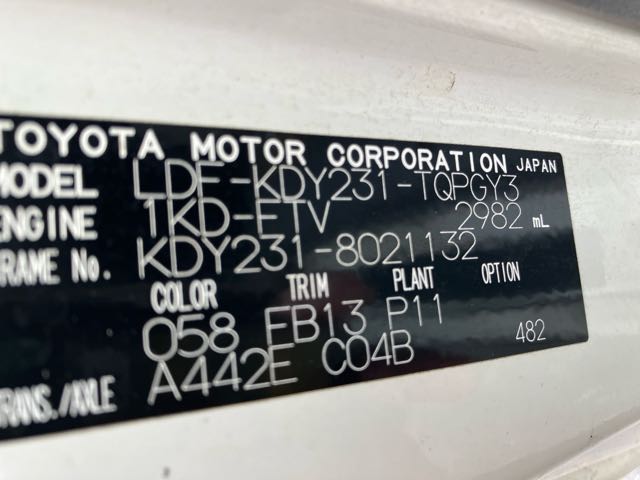 TOYOTA MOTOR CORPORATION JAPAN
MODEL LDF-KDY231-TQPGY3
ENGINE 1KD-FTV 2982 mL
FRAME No. KDY231-8021132
COLOR TRIM PLANT OPTION
058 FB13 P11 482
TRANS./AXLE A442E C04B